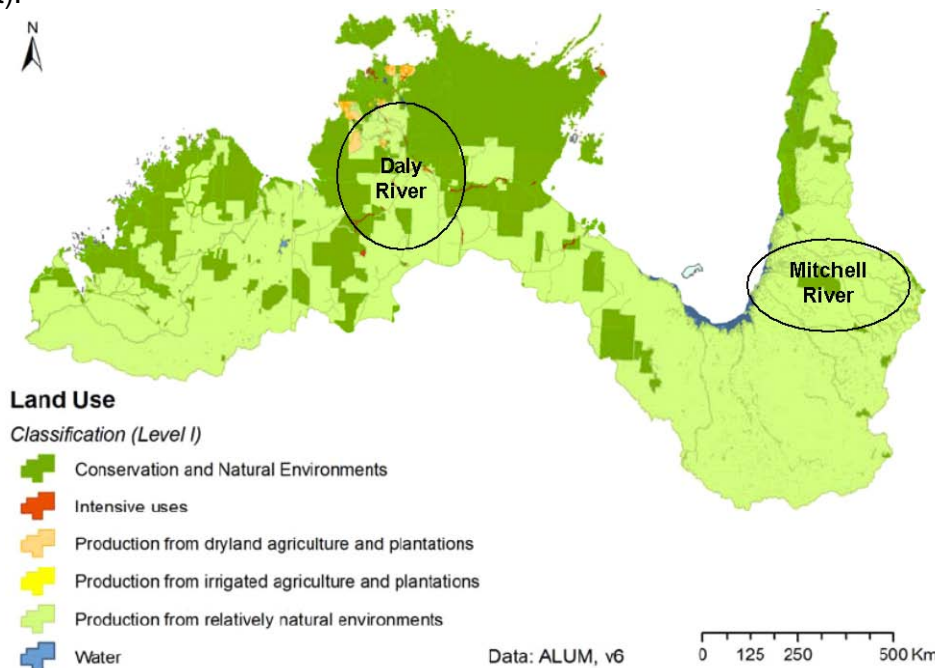 N
Daly
River
Mitchell
River
Land Use
Classification (Level I)
Conservation and Natural Environments
Intensive uses
Production from dryland agriculture and plantations
Production from irrigated agriculture and plantations
Production from relatively natural environments
Water
Data: ALUM, v6
0 125 250 500 Km